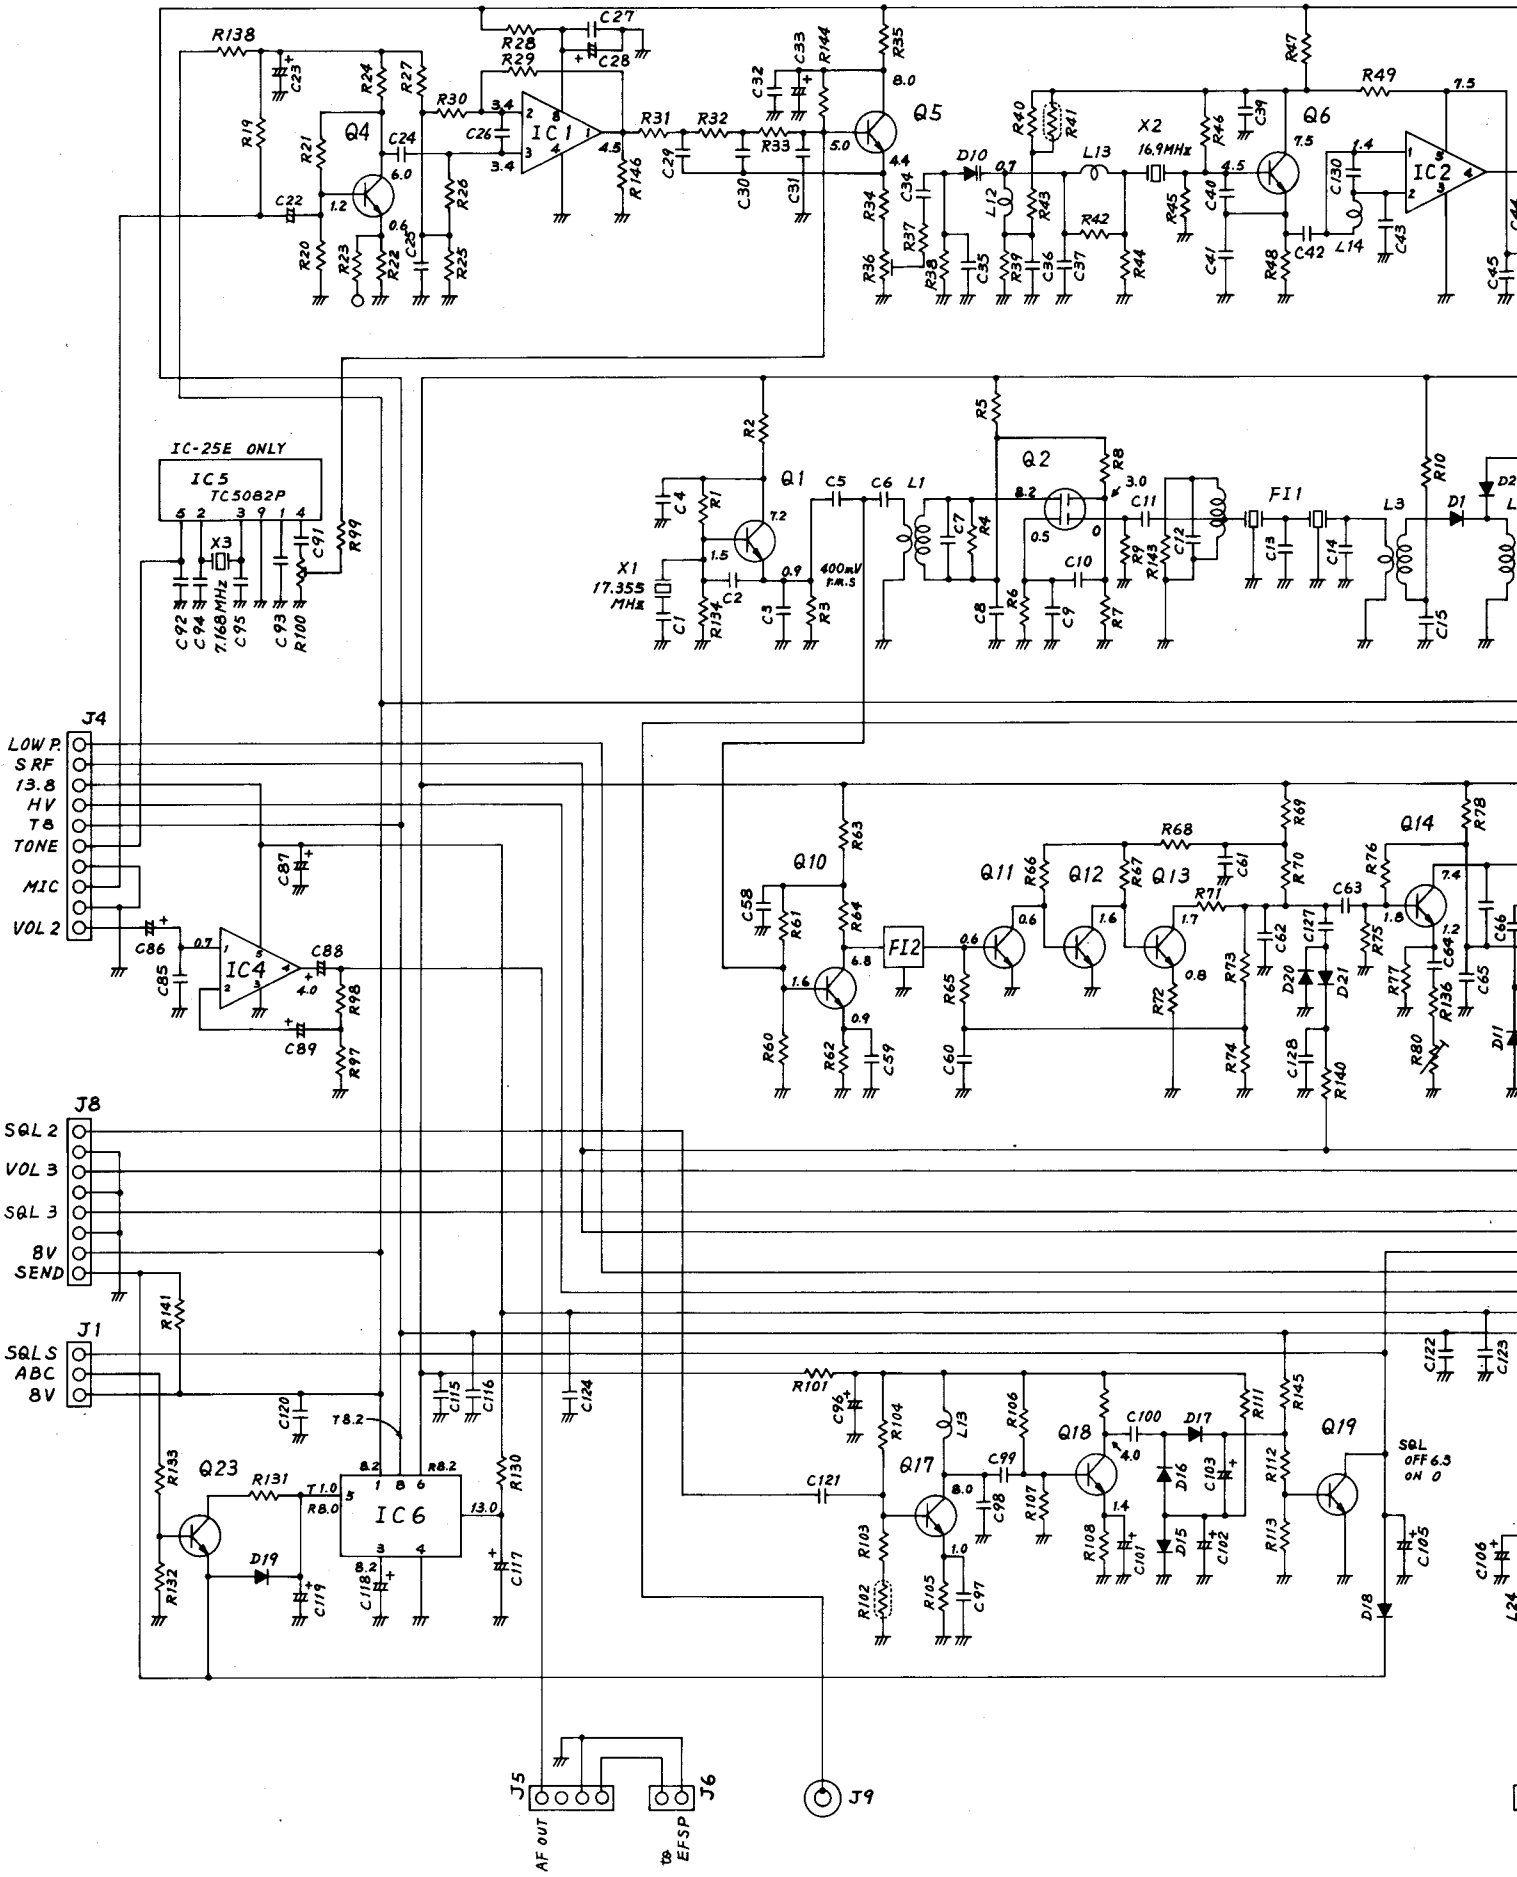 R138
C23
R19
R24
R27
R21
Q4
C24
6.0
1.2
0.6
C22
R20
R23
R22
C25
R26
R25
R30
R28
R29
C27
C28
3.4
2
C26
3
3.4
8
IC1
1
4
4.5
R146
R31
R32
R33
C29
C30
C31
C32
C33
R144
R35
8.0
Q5
5.0
4.4
R34
R36
C34
R37
R38
C35
D10
0.7
L12
R39
R40
R41
R43
C36
C37
L13
R42
R44
X2
16.9MHz
R45
R46
C39
4.5
C40
C41
R47
Q6
7.5
R48
C42
1.4
C130
L14
C43
R49
7.5
1
2
5
IC2
4
3
C44
C45
IC-25E ONLY
IC5
TC5082P
5 2 3 9 1 4
X3
C91
R99
C92
C94
7.168MHz
C95
C93
R100
R2
Q1
C4
R1
7.2
1.5
X1
17.355
MHz
C1
R134
C2
0.9
C3
R3
400mV
r.m.s
C5
C6
L1
C7
R4
R5
C8
Q2
8.2
0.5
0
R8
3.0
C10
R6
C9
R7
R9
C11
R143
C12
FI1
C13
C14
L3
R10
C15
D1
D2
L
J4
LOW P.
SRF
13.8
HV
T8
TONE
MIC
VOL 2
C87
C86
C85
0.7
1
2
5
IC4
4
3
4.0
C88
R98
C89
R97
Q10
R63
C58
R61
R64
6.8
1.6
0.9
R60
R62
C59
FI2
0.6
R65
C60
Q11
R66
0.6
Q12
R67
1.6
Q13
R68
1.7
0.8
R72
R71
C61
R69
R70
R73
R74
C62
C127
D20
D21
C128
R140
C63
R75
R76
1.8
Q14
7.4
1.2
R78
R77
C64
R136
R80
C65
C66
D11
J8
SQL 2
VOL 3
SQL 3
8V
SEND
R141
J1
SQLS
ABC
8V
C120
T8.2
C115
C116
C124
R130
R133
Q23
R131
R132
D19
C119
8.2
R8.2
1 8 6
T1.0
5
R8.0
IC6
13.0
3
4
8.2
C118
C117
R101
C96
R104
C121
R103
R102
Q17
8.0
1.0
L13
R105
C97
C98
C99
R106
R107
Q18
4.0
1.4
R108
C101
C100
D17
D16
D15
C103
C102
R111
R145
R112
R113
Q19
SQL
OFF 6.3
ON 0
C105
D18
C122
C123
C106
L24
J5
AF OUT
J6
to
EFSP
J9